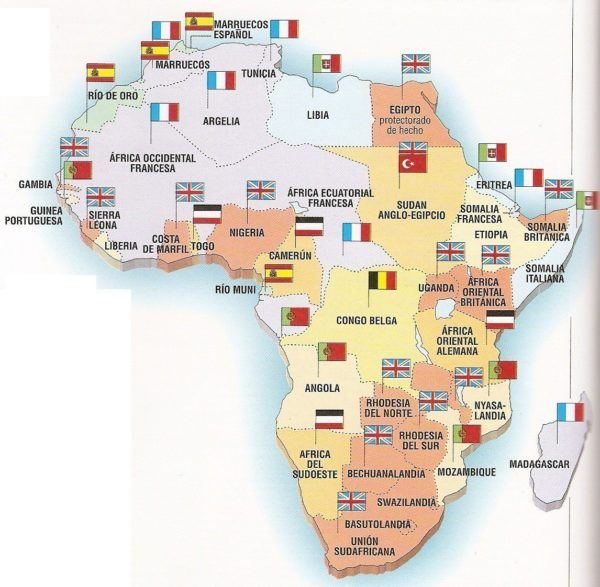 MARRUECOS
ESPAÑOL
MARRUECOS
TUNICIA
RÍO DE ORO
ARGELIA
LIBIA
EGIPTO
protectorado
de hecho
ÁFRICA OCCIDENTAL
FRANCESA
GAMBIA
GUINEA
PORTUGUESA
SIERRA
LEONA
LIBERIA
COSTA
DE MARFIL
TOGO
NIGERIA
CAMERÚN
ÁFRICA ECUATORIAL
FRANCESA
SUDAN
ANGLO-EGIPCIO
ERITREA
SOMALIA
FRANCESA
ETIOPIA
SOMALIA
BRITÁNICA
SOMALIA
ITALIANA
RÍO MUNI
UGANDA
ÁFRICA
ORIENTAL
BRITÁNICA
CONGO BELGA
ÁFRICA
ORIENTAL
ALEMANA
ANGOLA
RHODESIA
DEL NORTE
NYASA-
LANDIA
RHODESIA
DEL SUR
AFRICA
DEL
SUDOESTE
BECHUANALANDIA
MOZAMBIQUE
MADAGASCAR
SWAZILANDIA
BASUTOLANDIA
UNIÓN
SUDAFRICANA